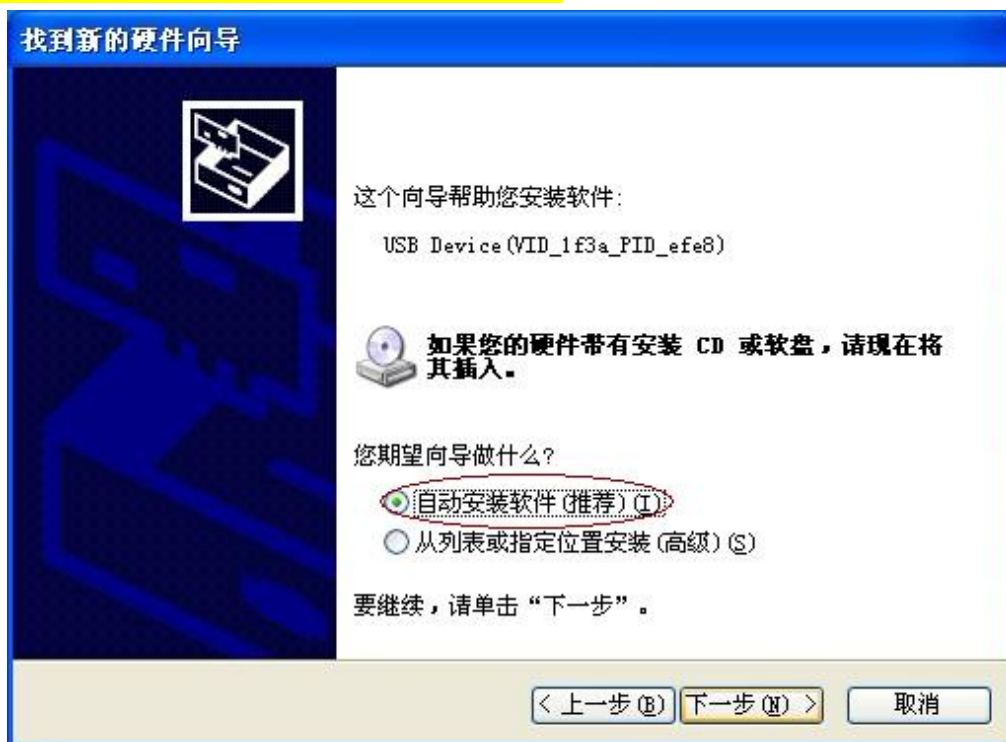 找到新的硬件向导
这个向导帮助您安装软件:
USB Device(VID_1f3a_PID_efe8)
如果您的硬件带有安装 CD 或软盘，请现在将
其插入。
您期望向导做什么?
自动安装软件(推荐)(I)
从列表或指定位置安装(高级)(S)
要继续，请单击“下一步”。
< 上一步(B) 下一步(N) > 取消